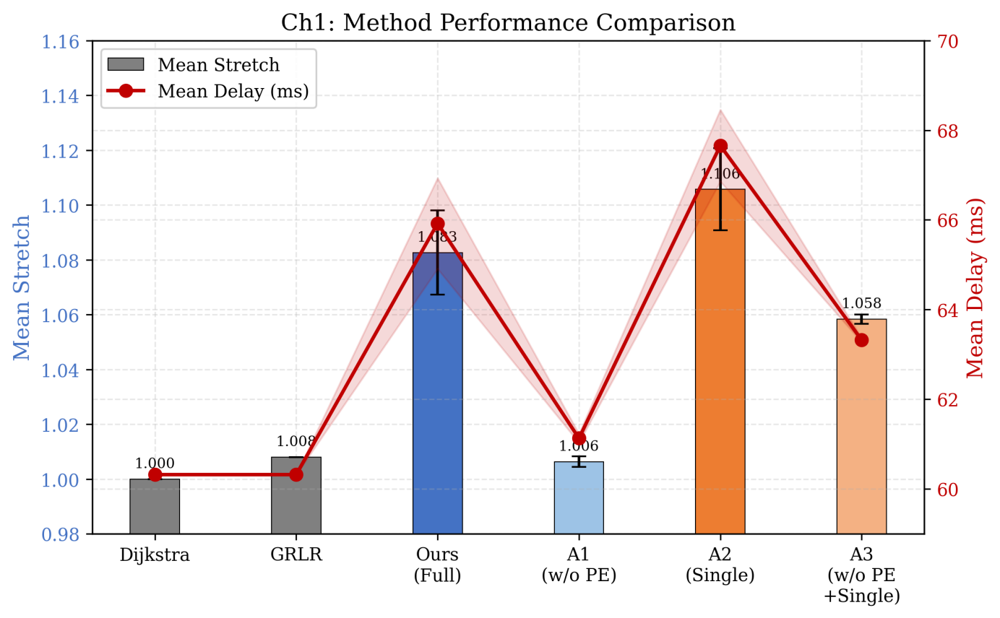 Ch1: Method Performance Comparison
Mean Stretch
Mean Delay (ms)
1.16
1.14
1.12
1.10
1.08
1.06
1.04
1.02
1.00
0.98
Mean Stretch
70
68
66
64
62
60
Mean Delay (ms)
1.000
1.008
1.083
1.006
1.106
1.058
Dijkstra
GRLR
Ours
(Full)
A1
(w/o PE)
A2
(Single)
A3
(w/o PE
+Single)